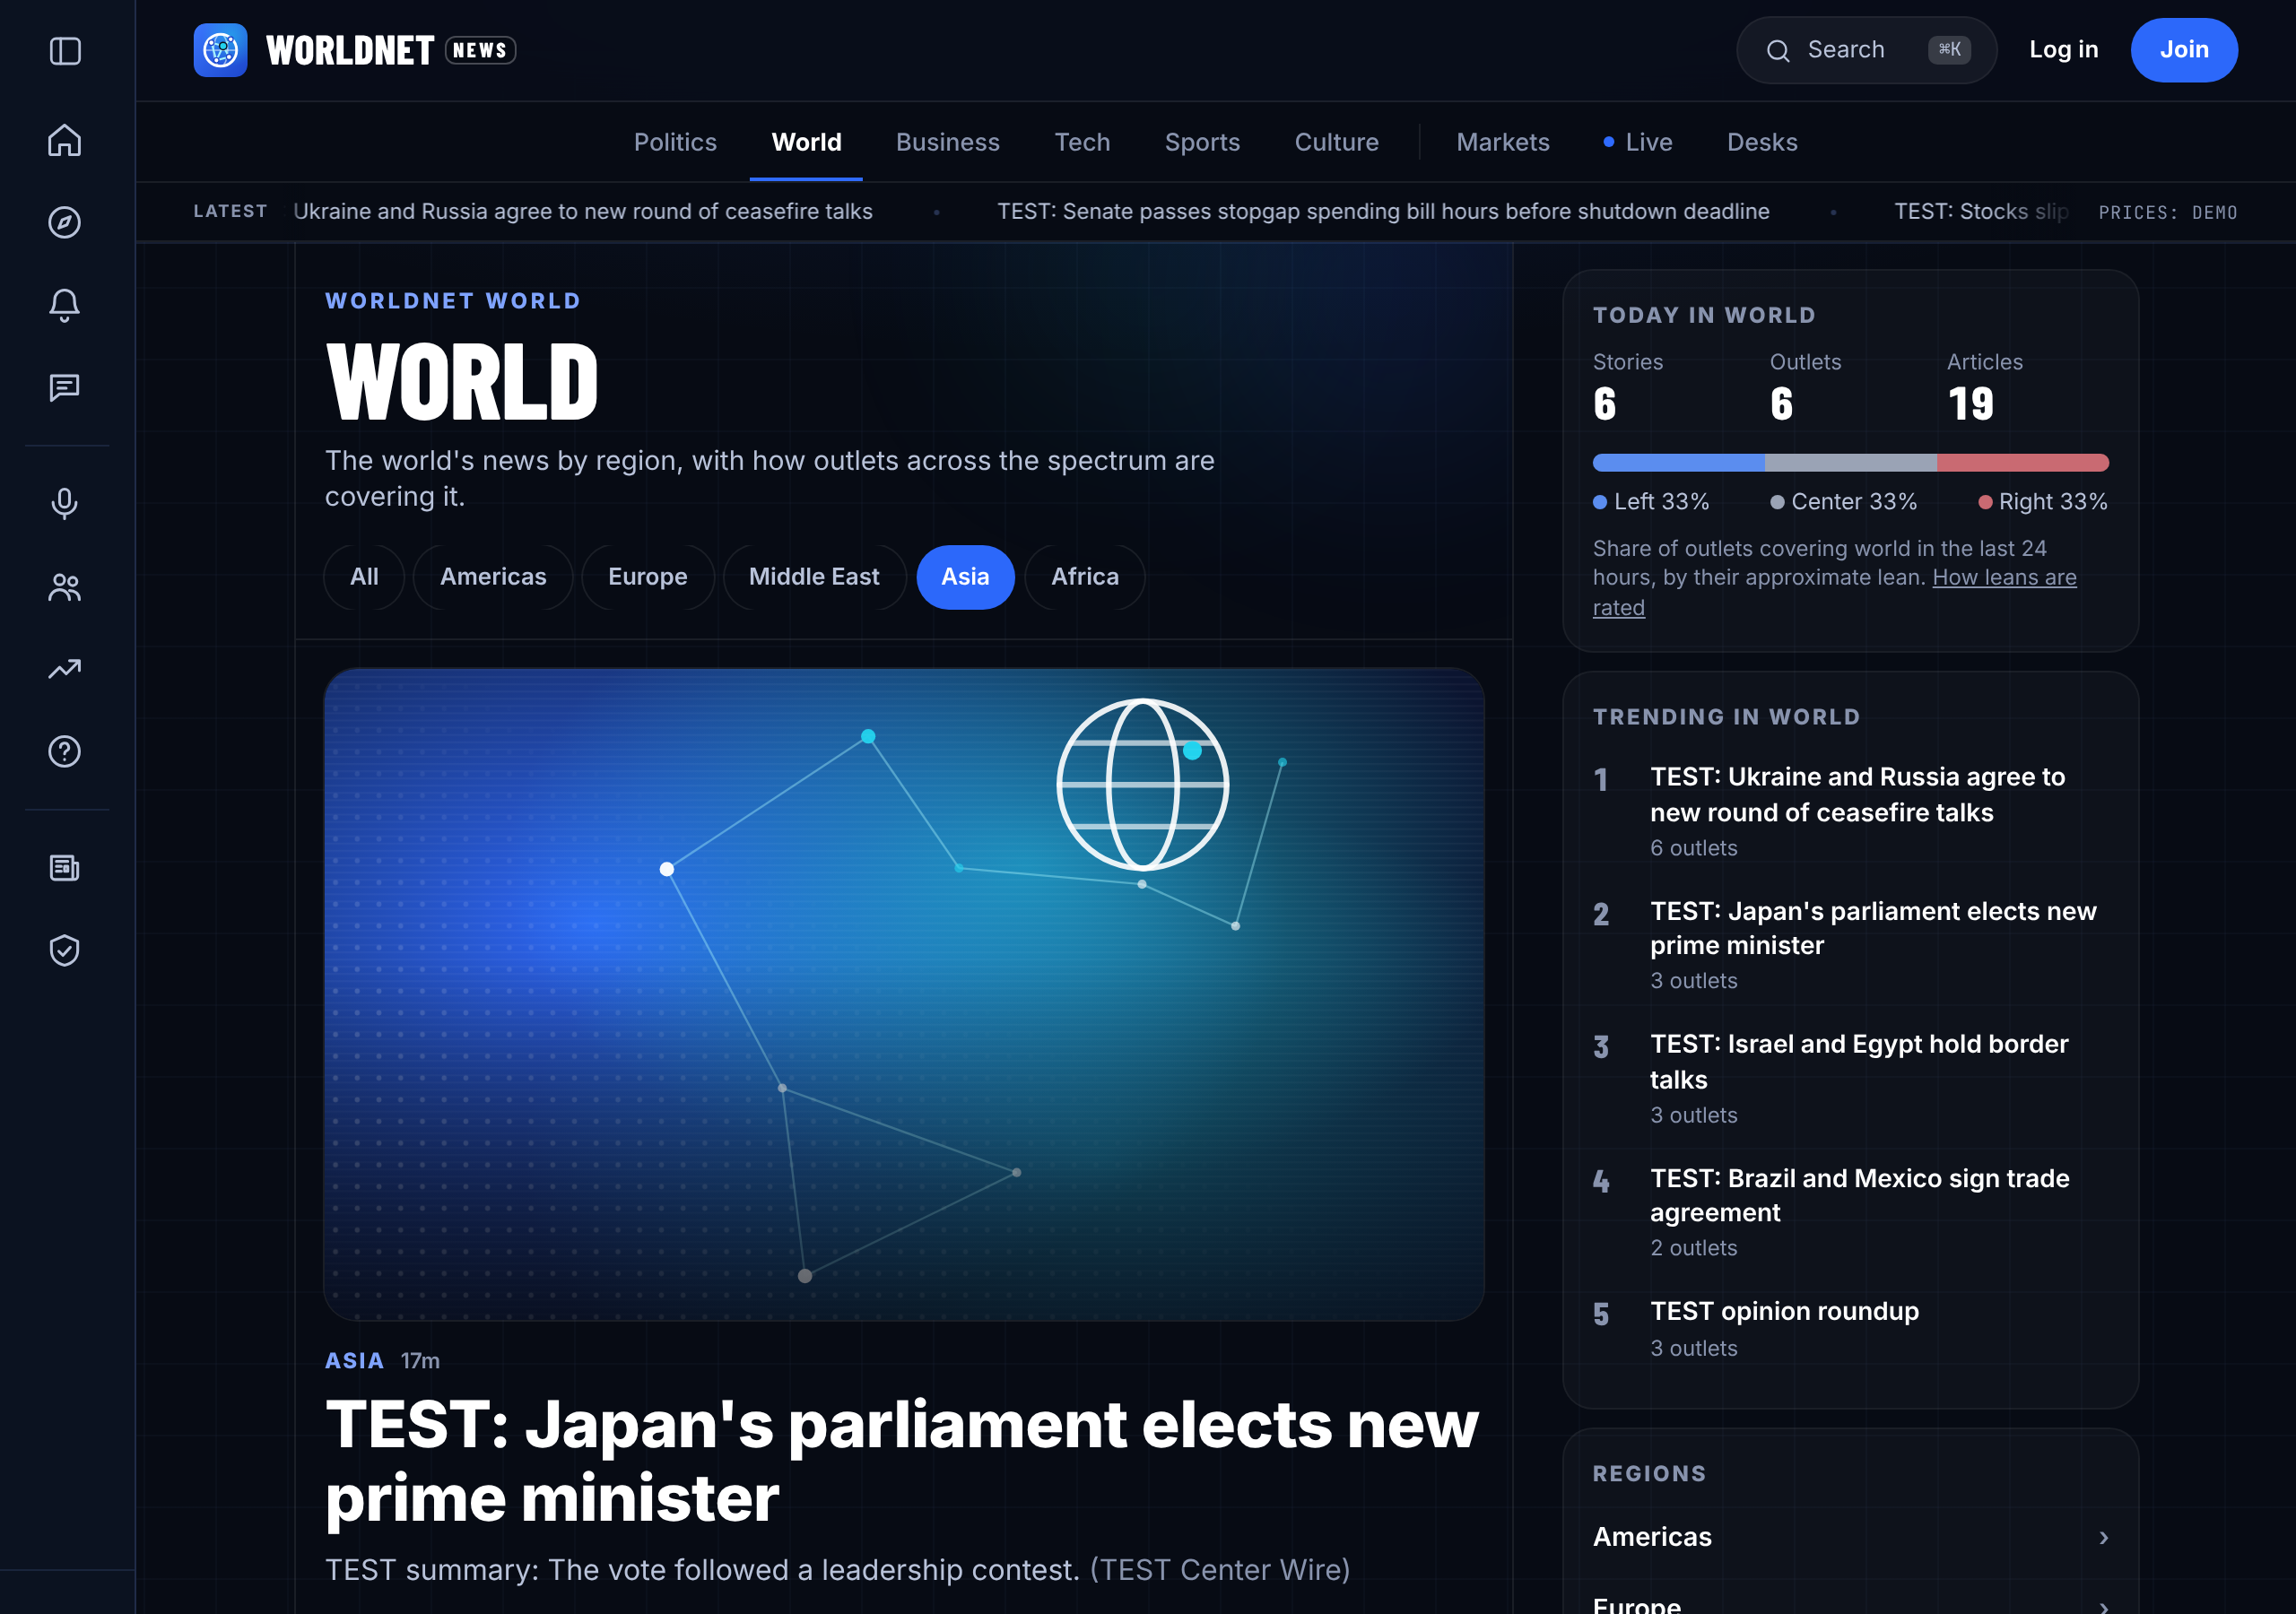 WORLDNET NEWS
Search ⌘K
Log in
Join
Politics World Business Tech Sports Culture Markets Live Desks
LATEST Ukraine and Russia agree to new round of ceasefire talks • TEST: Senate passes stopgap spending bill hours before shutdown deadline • TEST: Stocks slip PRICES: DEMO
WORLDNET WORLD
WORLD
The world's news by region, with how outlets across the spectrum are
covering it.
All Americas Europe Middle East Asia Africa
ASIA 17m
TEST: Japan's parliament elects new
prime minister
TEST summary: The vote followed a leadership contest. (TEST Center Wire)
TODAY IN WORLD
Stories Outlets Articles
6 6 19
Left 33% Center 33% Right 33%
Share of outlets covering world in the last 24
hours, by their approximate lean. How leans are
rated
TRENDING IN WORLD
1 TEST: Ukraine and Russia agree to
new round of ceasefire talks
6 outlets
2 TEST: Japan's parliament elects new
prime minister
3 outlets
3 TEST: Israel and Egypt hold border
talks
3 outlets
4 TEST: Brazil and Mexico sign trade
agreement
2 outlets
5 TEST opinion roundup
3 outlets
REGIONS
Americas
Europe